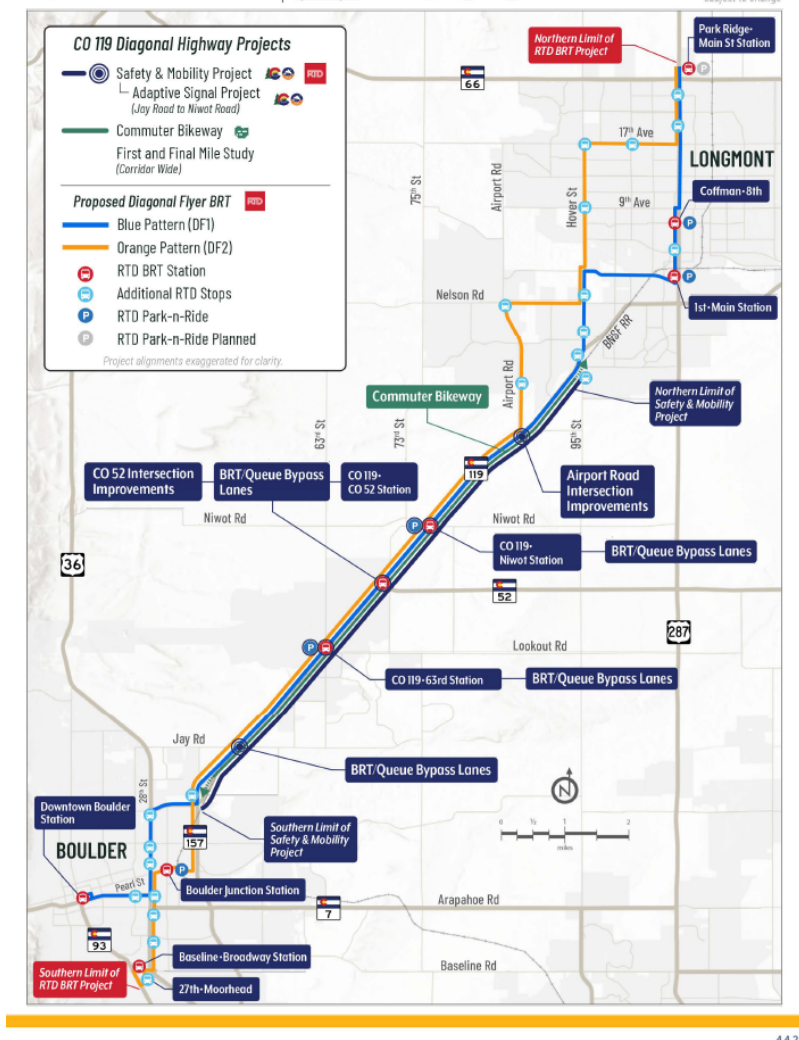 subject to change
CO 119 Diagonal Highway Projects
Safety & Mobility Project
RTD
Adaptive Signal Project
(Jay Road to Niwot Road)
Commuter Bikeway
First and Final Mile Study
(Corridor Wide)
Proposed Diagonal Flyer BRT
RTD
Blue Pattern (DF1)
Orange Pattern (DF2)
RTD BRT Station
Additional RTD Stops
P
RTD Park-n-Ride
P
RTD Park-n-Ride Planned
Project alignments exaggerated for clarity.
Northern Limit of
RTD BRT Project
Park Ridge-
Main St Station
P
66
17th Ave
LONGMONT
75th St
Airport Rd
Hover St
9th Ave
Coffman•8th
P
P
Nelson Rd
1st•Main Station
BNSF RR
Airport Rd
Commuter Bikeway
Northern Limit of
Safety & Mobility
Project
63rd St
73rd St
95th St
119
CO 52 Intersection
Improvements
BRT/Queue Bypass
Lanes
CO 119•
CO 52 Station
Airport Road
Intersection
Improvements
Niwot Rd
P
Niwot Rd
CO 119•
Niwot Station
BRT/Queue Bypass Lanes
36
52
287
P
Lookout Rd
CO 119•63rd Station
BRT/Queue Bypass Lanes
Jay Rd
BRT/Queue Bypass Lanes
28th St
N
Downtown Boulder
Station
0 ½ 1 2
miles
157
Southern Limit of
Safety & Mobility
Project
BOULDER
P
Pearl St
Boulder Junction Station
7
Arapahoe Rd
93
Baseline•Broadway Station
Baseline Rd
Southern Limit of
RTD BRT Project
27th•Moorhead